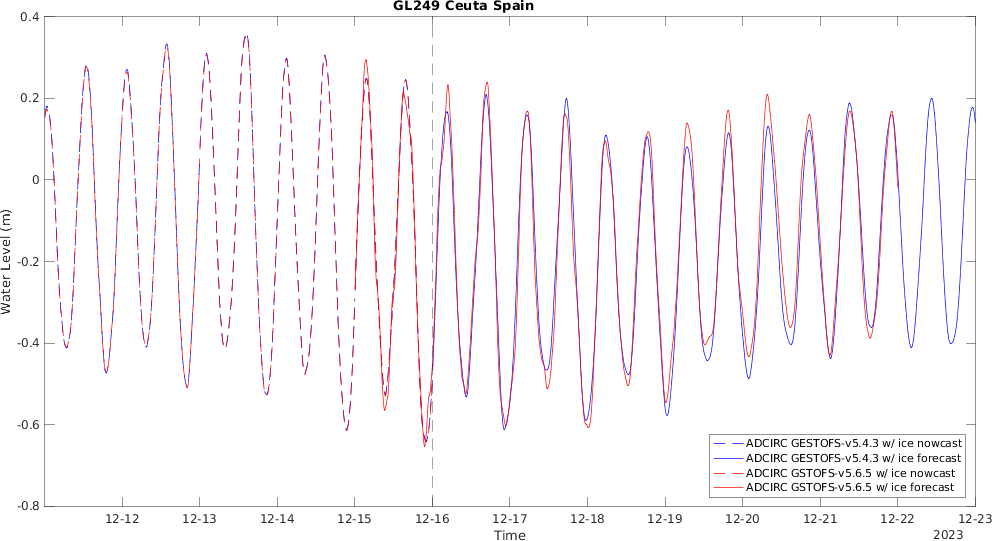 GL249 Ceuta Spain
0.4
0.2
0
-0.2
-0.4
-0.6
-0.8
Water Level (m)
12-12
12-13
12-14
12-15
12-16
12-17
12-18
12-19
12-20
12-21
12-22
12-23
Time
2023
ADCIRC GESTOFS-v5.4.3 w/ ice nowcast
ADCIRC GESTOFS-v5.4.3 w/ ice forecast
ADCIRC GSTOFS-v5.6.5 w/ ice nowcast
ADCIRC GSTOFS-v5.6.5 w/ ice forecast